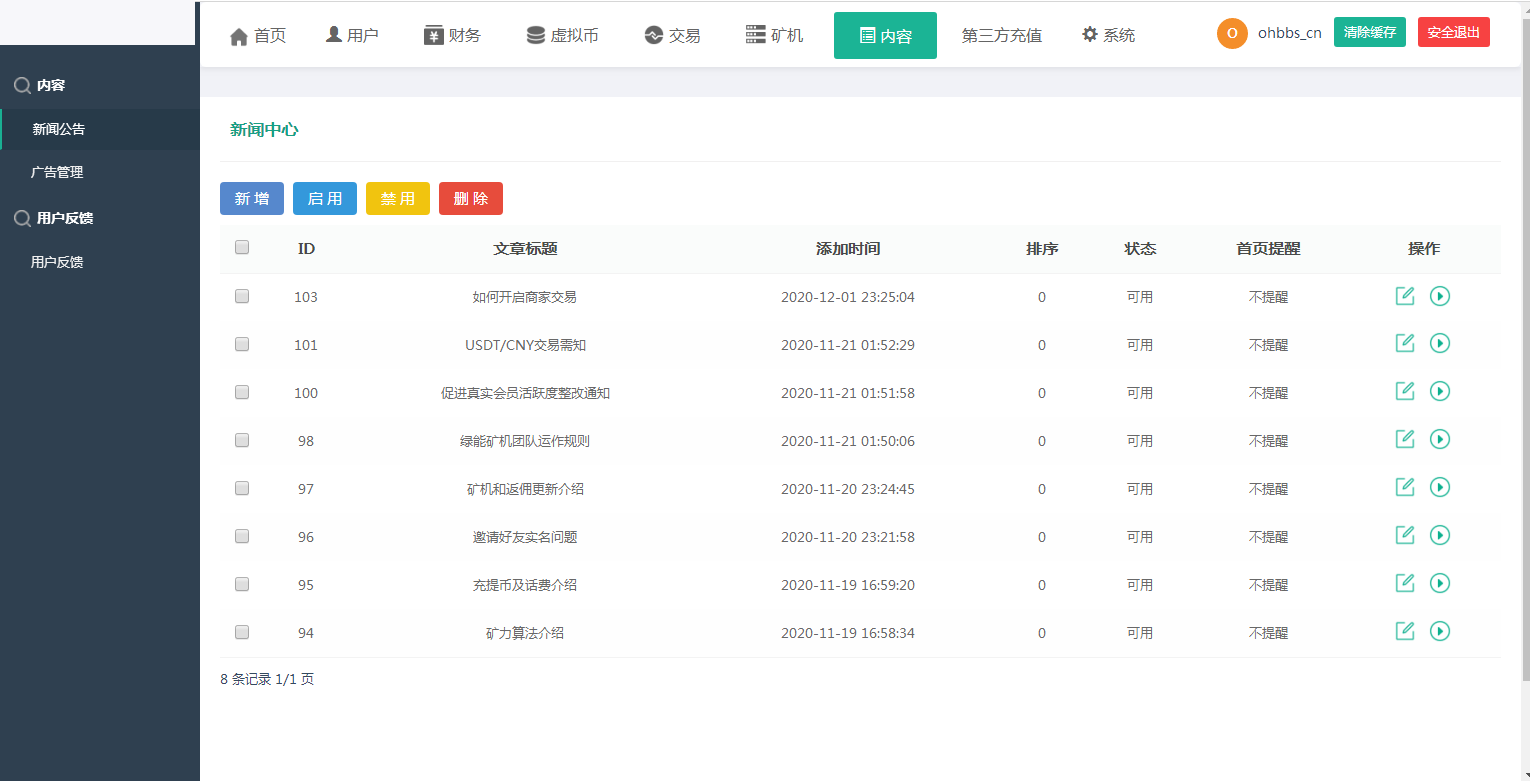 首页 用户 财务 虚拟币 交易 矿机 内容 第三方充值 系统 O ohbbs_cn 清除缓存 安全退出
内容
新闻公告
广告管理
用户反馈
用户反馈
新闻中心
新增 启用 禁用 删除
ID 文章标题 添加时间 排序 状态 首页提醒 操作
103 如何开启商家交易 2020-12-01 23:25:04 0 可用 不提醒
101 USDT/CNY交易需知 2020-11-21 01:52:29 0 可用 不提醒
100 促进真实会员活跃度整改通知 2020-11-21 01:51:58 0 可用 不提醒
98 绿能矿机团队运作规则 2020-11-21 01:50:06 0 可用 不提醒
97 矿机和返佣更新介绍 2020-11-20 23:24:45 0 可用 不提醒
96 邀请好友实名问题 2020-11-20 23:21:58 0 可用 不提醒
95 充提币及话费介绍 2020-11-19 16:59:20 0 可用 不提醒
94 矿力算法介绍 2020-11-19 16:58:34 0 可用 不提醒
8 条记录 1/1 页